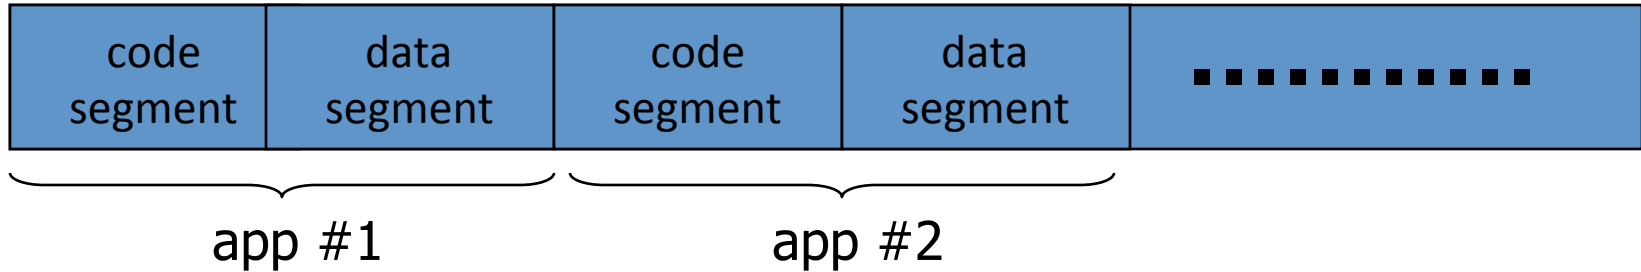 code
segment
data
segment
code
segment
data
segment
app #1
app #2